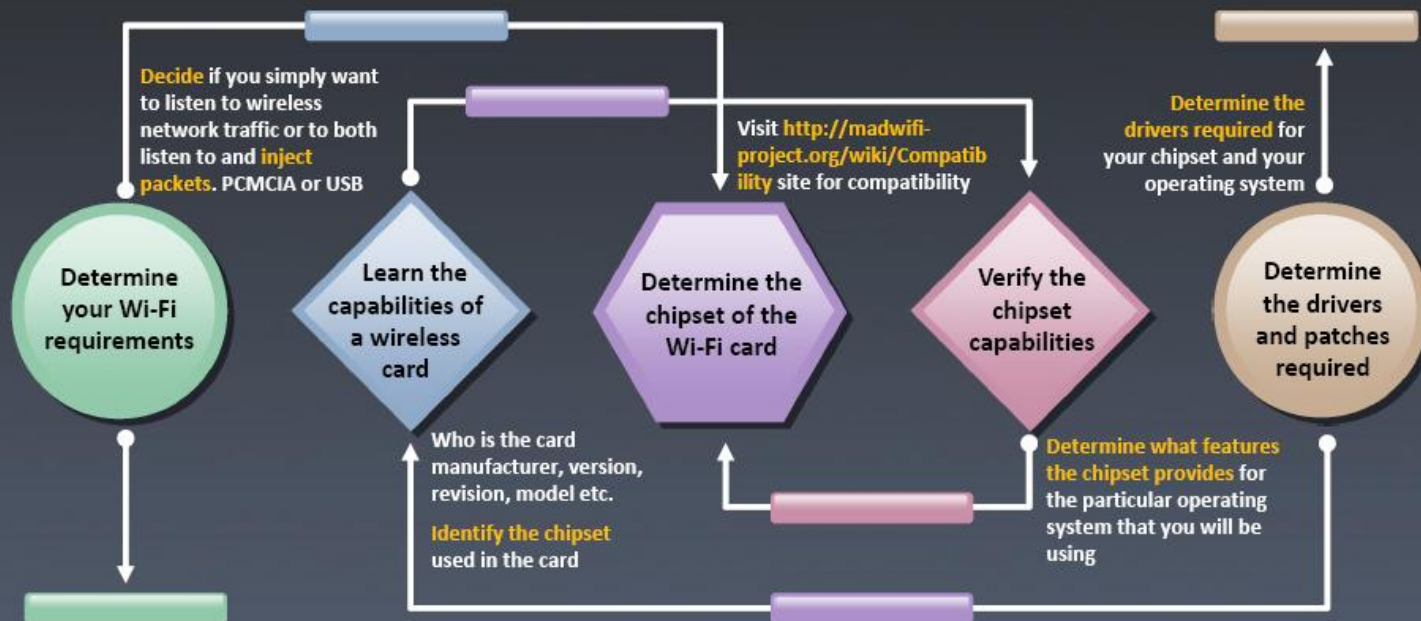 Decide if you simply want
to listen to wireless
network traffic or to both
listen to and inject
packets. PCMCIA or USB
Visit http://madwifi-
project.org/wiki/Compatib
ility site for compatibility
Determine the
drivers required for
your chipset and your
operating system
Determine
your Wi-Fi
requirements
Learn the
capabilities of
a wireless
card
Determine the
chipset of the
Wi-Fi card
Verify the
chipset
capabilities
Determine
the drivers
and patches
required
Who is the card
manufacturer, version,
revision, model etc.
Identify the chipset
used in the card
Determine what features
the chipset provides for
the particular operating
system that you will be
using